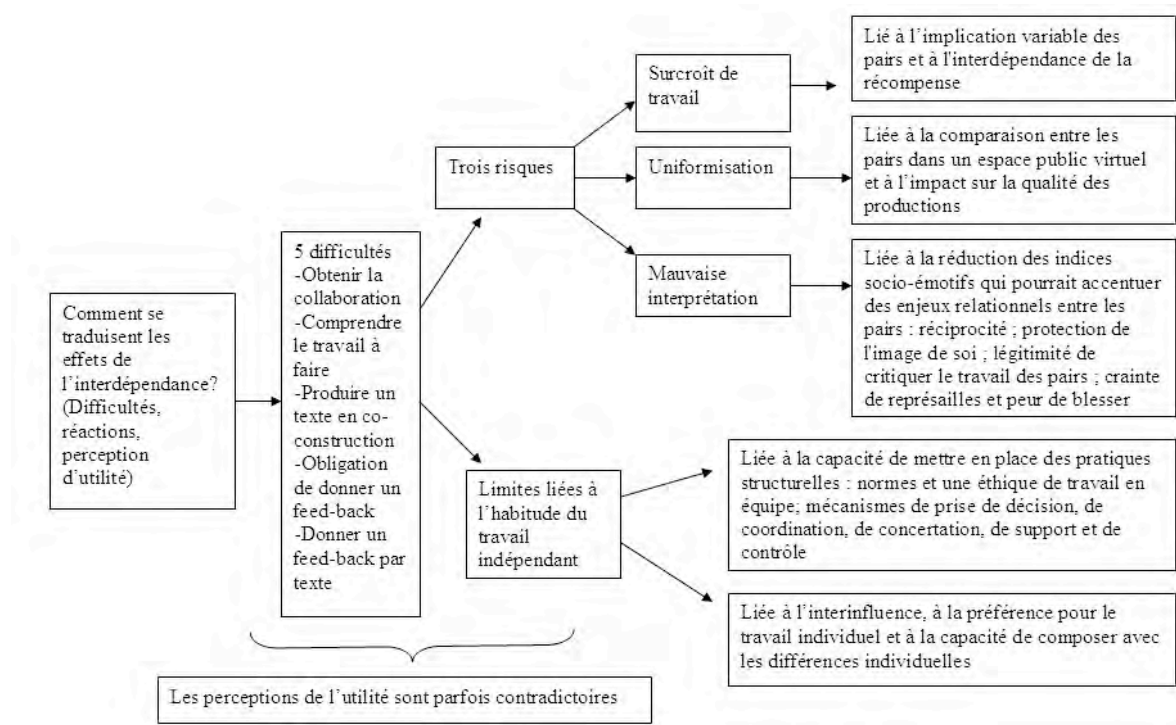 Comment se
traduisent les
effets de
l’interdépendance?
(Difficultés,
réactions,
perception
d’utilité)
5 difficultés
-Obtenir la
collaboration
-Comprendre
le travail à
faire
-Produire un
texte en co-
construction
-Obligation
de donner un
feed-back
-Donner un
feed-back par
texte
Trois risques
Surcroît de
travail
Lié à l’implication variable des
pairs et à l'interdépendance de la
récompense
Uniformisation
Liée à la comparaison entre les
pairs dans un espace public virtuel
et à l’impact sur la qualité des
productions
Mauvaise
interprétation
Liée à la réduction des indices
socio-émotifs qui pourrait accentuer
des enjeux relationnels entre les
pairs : réciprocité ; protection de
l'image de soi ; légitimité de
critiquer le travail des pairs ; crainte
de représailles et peur de blesser
Limites liées à
l’habitude du
travail
indépendant
Liée à la capacité de mettre en place des pratiques
structurelles : normes et une éthique de travail en
équipe; mécanismes de prise de décision, de
coordination, de concertation, de support et de
contrôle
Liée à l’interinfluence, à la préférence pour le
travail individuel et à la capacité de composer avec
les différences individuelles
Les perceptions de l’utilité sont parfois contradictoires